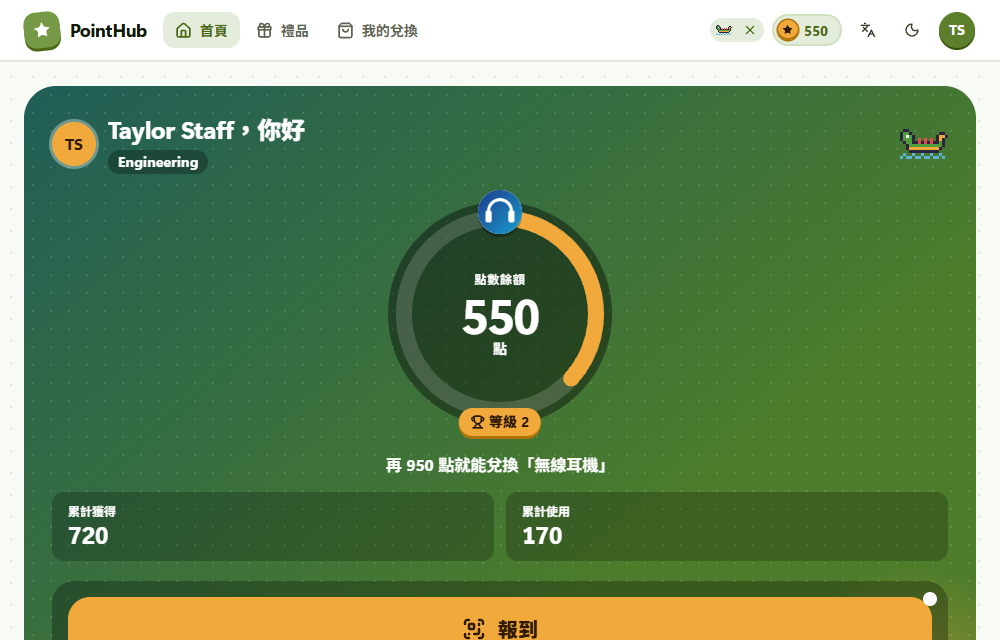 PointHub
首頁
禮品
我的兌換
550
TS
TS
Taylor Staff，你好
Engineering
點數餘額
550
點
等級 2
再 950 點就能兌換「無線耳機」
累計獲得
720
累計使用
170
報到